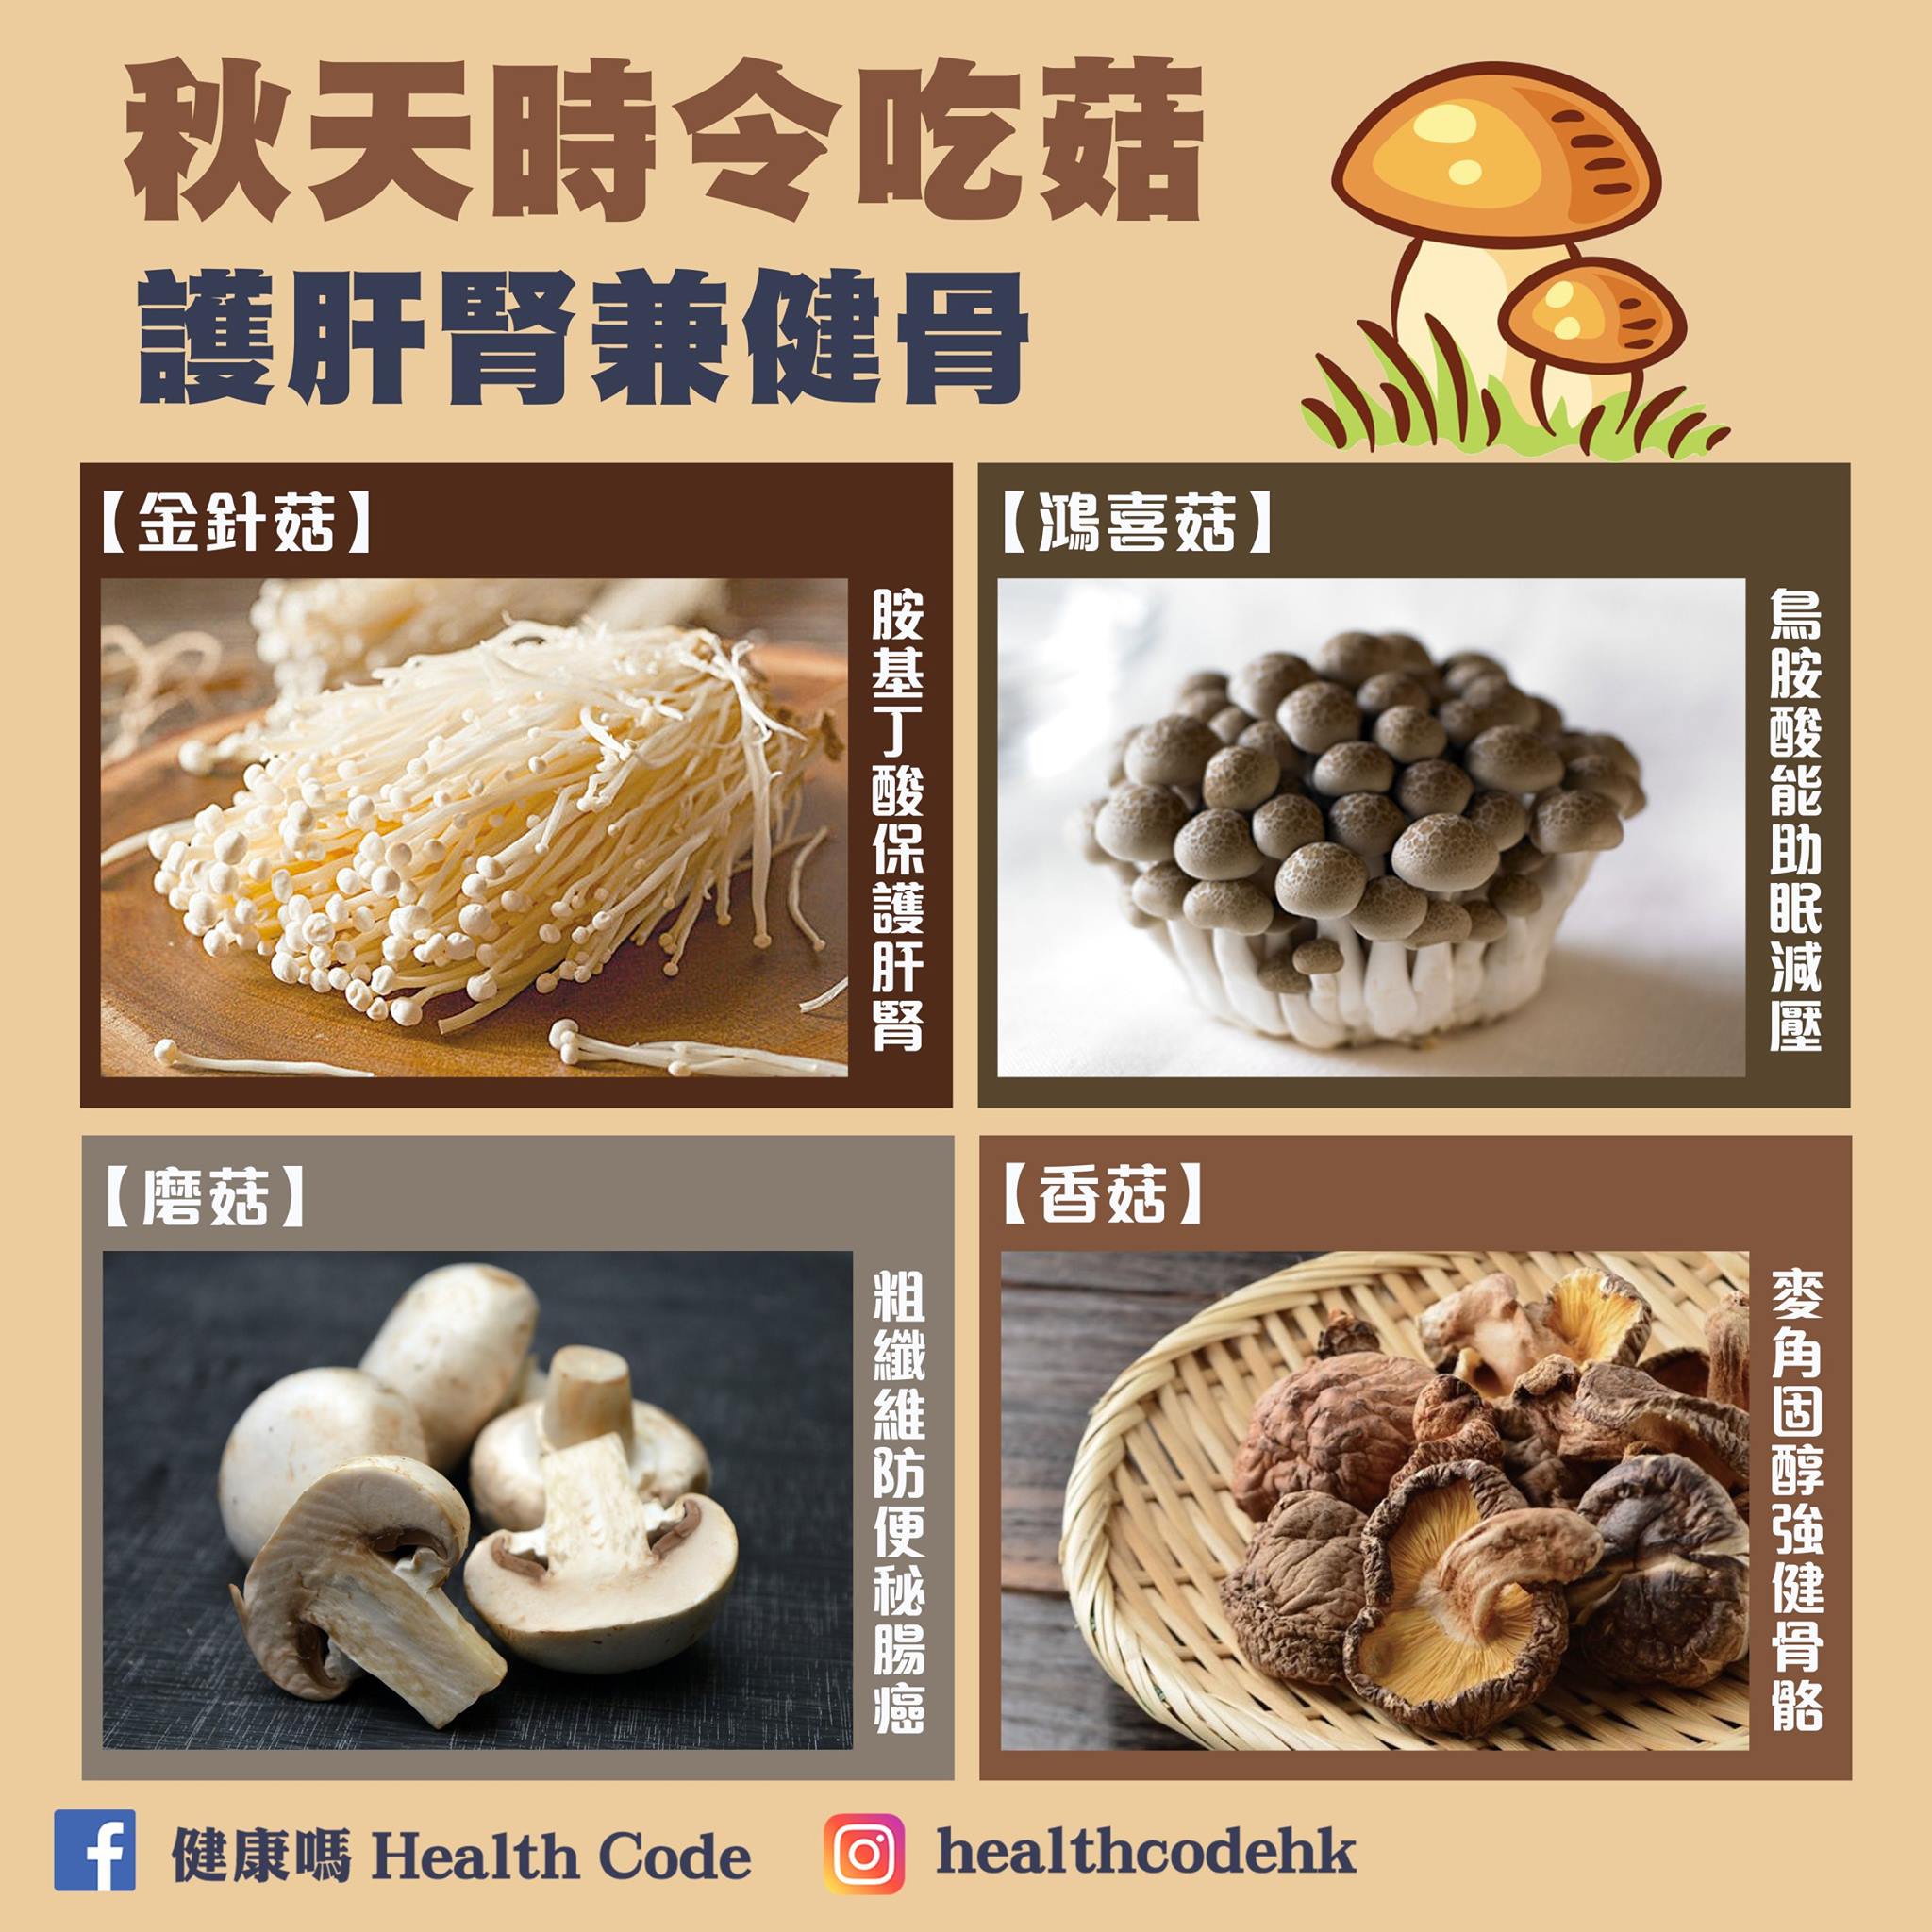 秋天時令吃菇
護肝腎兼健骨
【金針菇】
胺基丁酸保護肝腎
【鴻喜菇】
鳥胺酸能助眠減壓
【磨菇】
粗纖維防便秘腸癌
【香菇】
麥角固醇強健骨骼
健康嗎 Health Code
healthcodehk